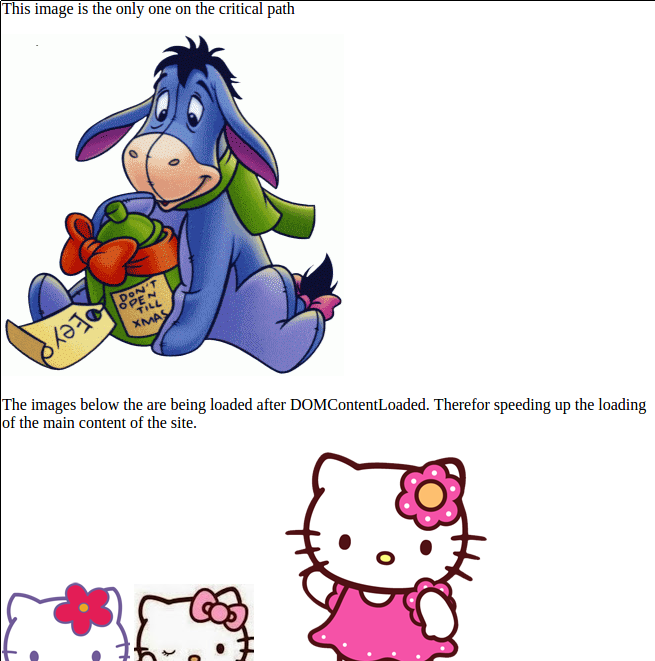 This image is the only one on the critical path
DON'T
OPEN
TILL
XMAS
Eeyo
The images below the are being loaded after DOMContentLoaded. Therefor speeding up the loading
of the main content of the site.